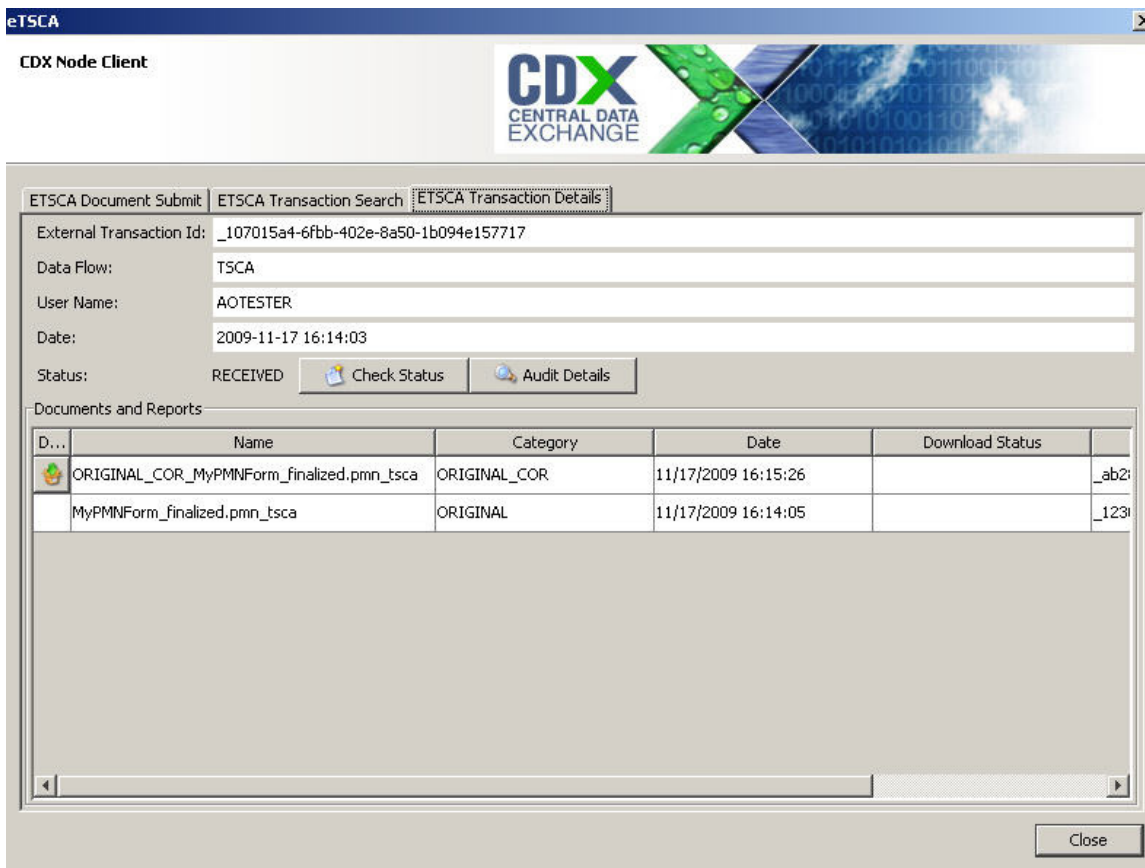 eTSCA
CDX Node Client
CDX
CENTRAL DATA
EXCHANGE
ETSCA Document Submit ETSCA Transaction Search ETSCA Transaction Details
External Transaction Id: _107015a4-6fbb-402e-8a50-1b094e157717
Data Flow: TSCA
User Name: AOTESTER
Date: 2009-11-17 16:14:03
Status: RECEIVED Check Status Audit Details
Documents and Reports
D... Name Category Date Download Status
ORIGINAL_COR_MyPMNForm_finalized.pmn_tsca ORIGINAL_COR 11/17/2009 16:15:26 _ab2
MyPMNForm_finalized.pmn_tsca ORIGINAL 11/17/2009 16:14:05 _123
Close